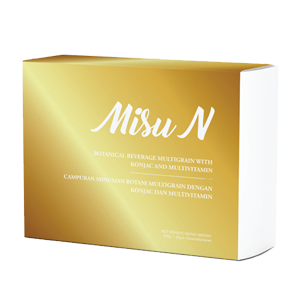 Misu N
BOTANICAL BEVERAGE MULTIGRAIN WITH
KONJAC AND MULTIVITAMIN
CAMPURAN MINUMAN BOTANI MULTIGRAIN DENGAN
KONJAC DAN MULTIVITAMIN